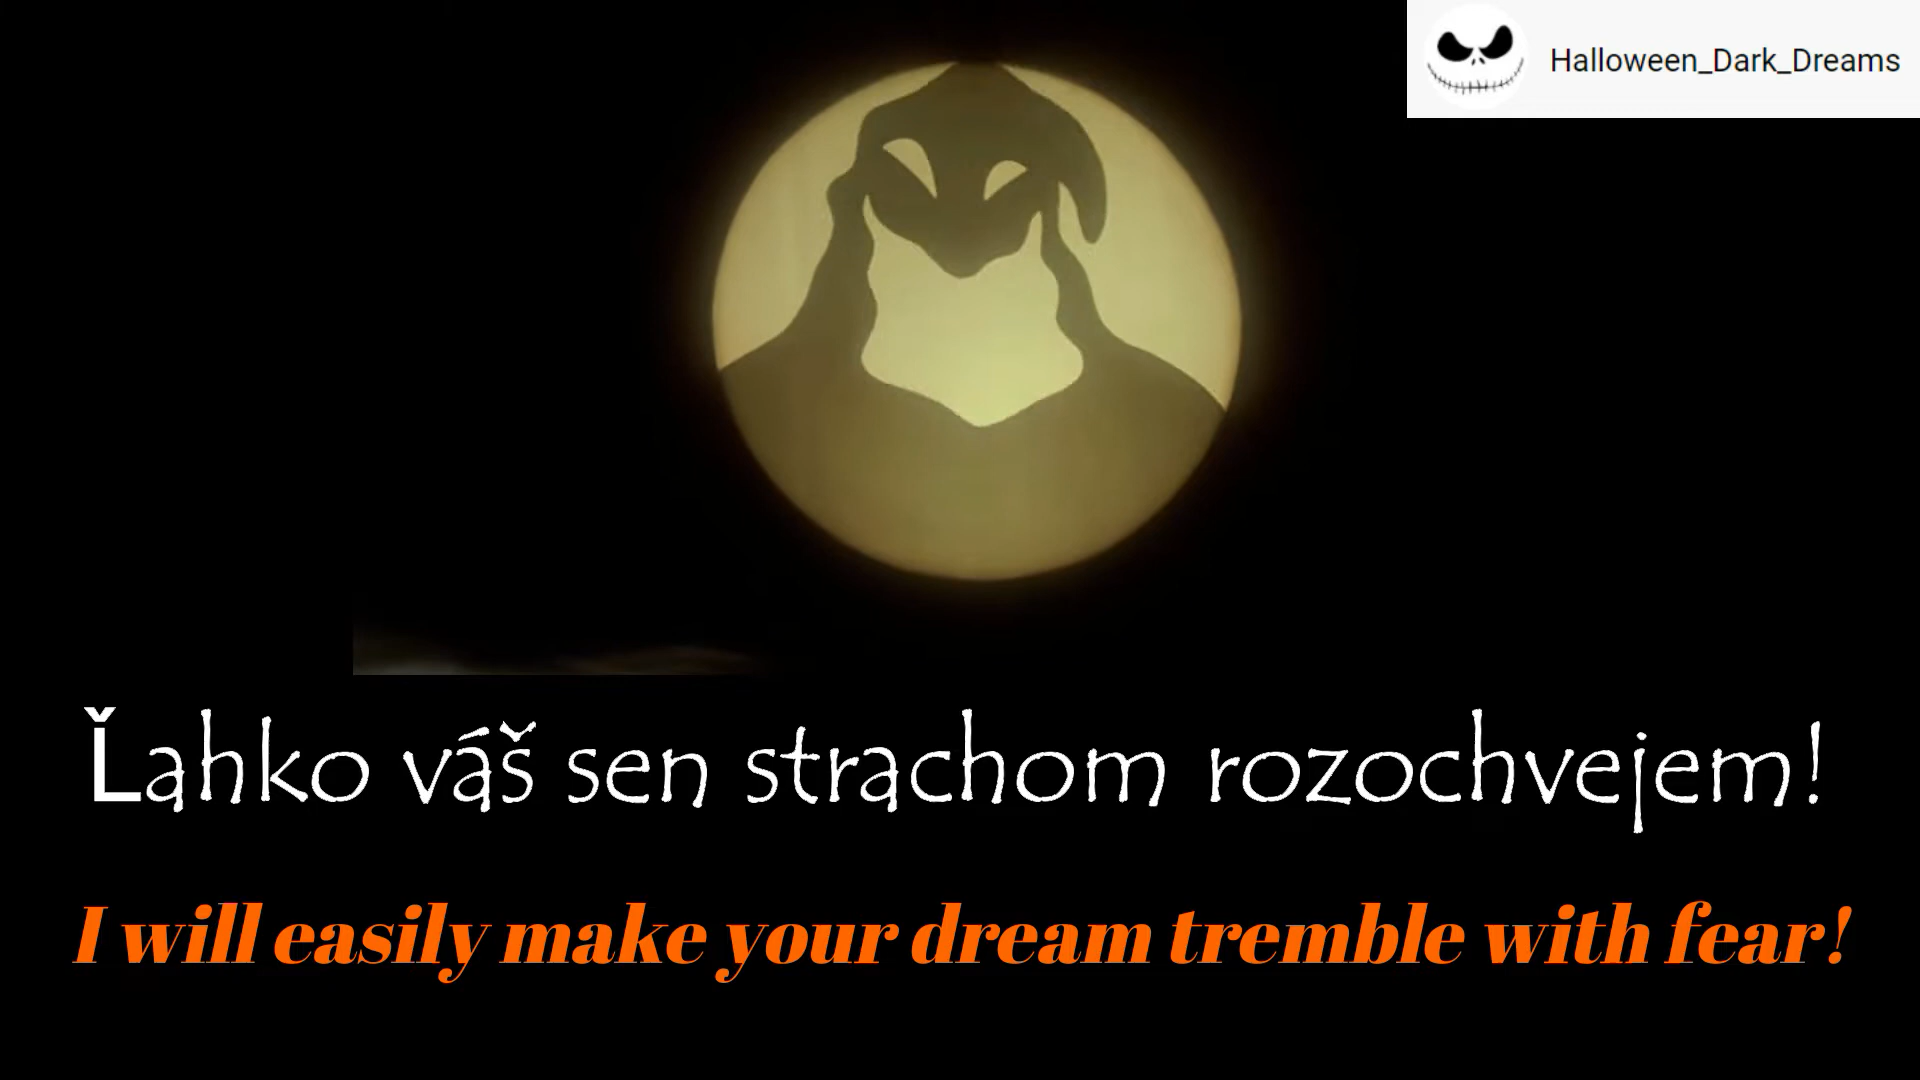 Halloween_Dark_Dreams
Ľahko váš sen strachom rozochvejem!
I will easily make your dream tremble with fear!